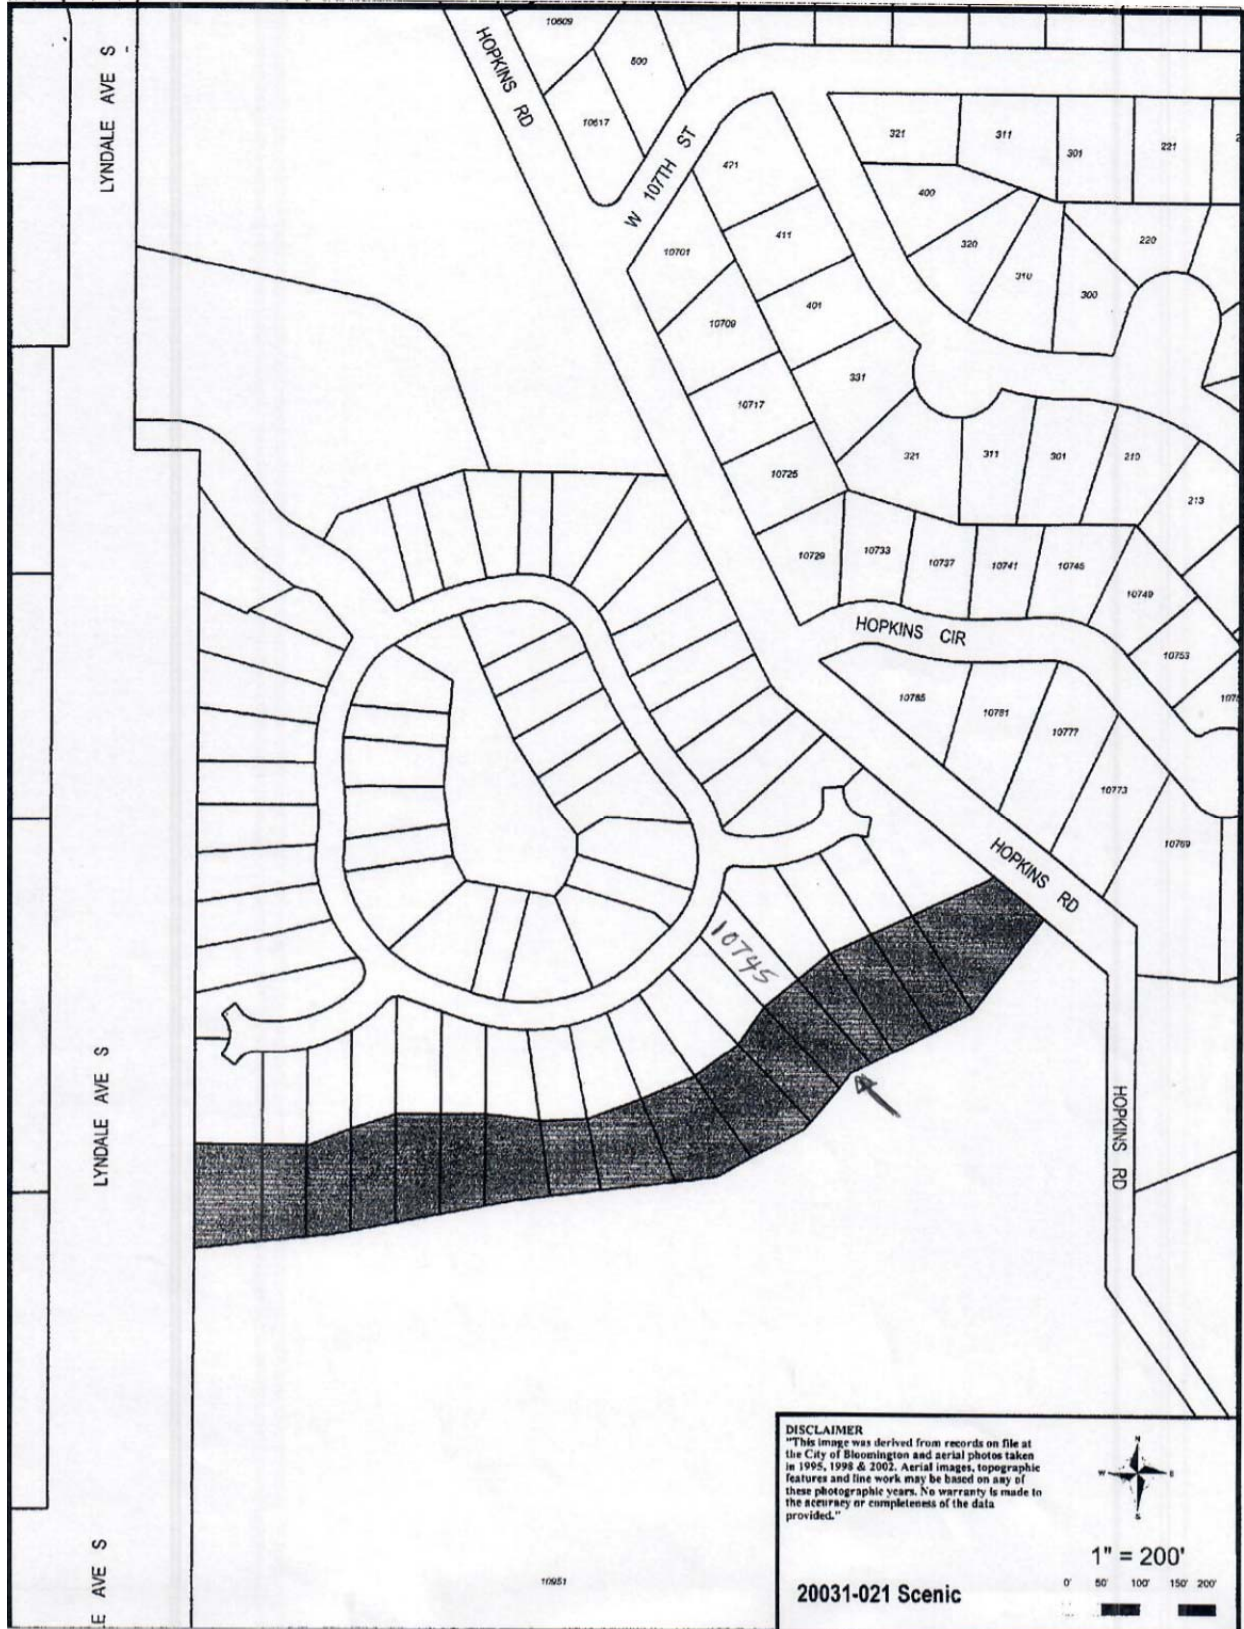 10609
LYNDALE AVE S
HOPKINS RD
600
10617
W 107TH ST
471
321
311
301
221
400
10701
411
320
220
310
300
10709
401
331
10717
321
311
301
210
10725
213
10729
10733
10737
10741
10745
10749
HOPKINS CIR
10753
10785
10781
10777
10773
HOPKINS RD
10769
10745
LYNDALE AVE S
HOPKINS RD
DISCLAIMER
"This image was derived from records on file at
the City of Bloomington and aerial photos taken
in 1995, 1998 & 2002. Aerial images, topographic
features and line work may be based on any of
these photographic years. No warranty is made to
the accuracy or completeness of the data
provided."
N
W
E
S
1" = 200'
0' 50' 100' 150' 200'
20031-021 Scenic
10951
E AVE S